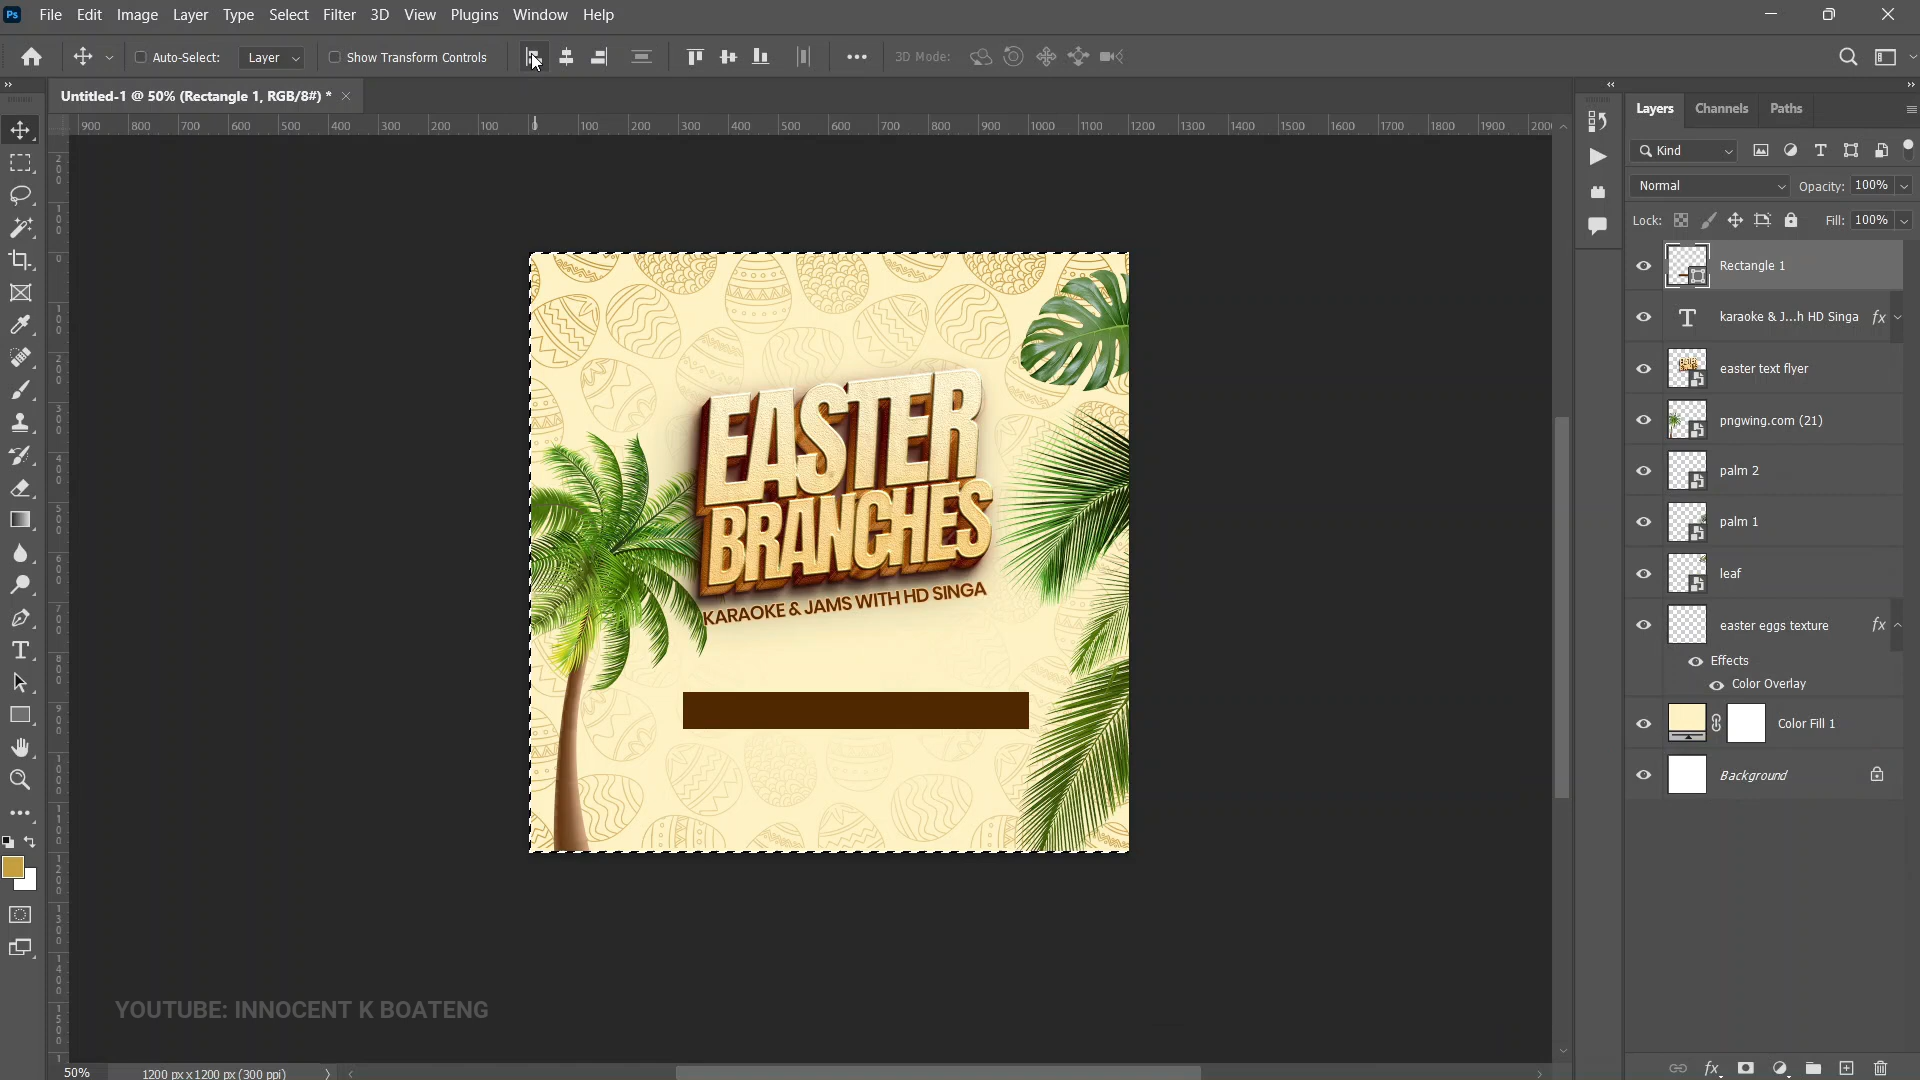 Ps File Edit Image Layer Type Select Filter 3D View Plugins Window Help
Auto-Select: Layer Show Transform Controls 3D Mode:
Untitled-1 @ 50% (Rectangle 1, RGB/8#) *
900 800 700 600 500 400 300 200 100 0 100 200 300 400 500 600 700 800 900 1000 1100 1200 1300 1400 1500 1600 1700 1800 1900
Layers Channels Paths
Kind
Normal Opacity: 100%
Lock: Fill: 100%
Rectangle 1
karaoke & J...h HD Singa fx
easter text flyer
pngwing.com (21)
palm 2
palm 1
leaf
easter eggs texture fx
Effects
Color Overlay
Color Fill 1
Background
EASTER
BRANCHES
KARAOKE & JAMS WITH HD SINGA
YOUTUBE: INNOCENT K BOATENG
50% 1200 px x 1200 px (300 ppi)
fx